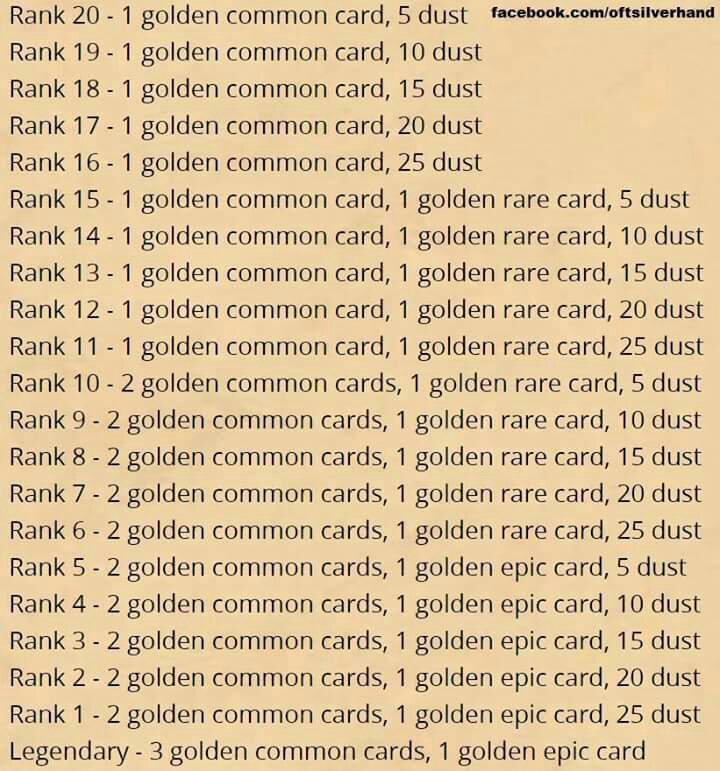 Rank 20 - 1 golden common card, 5 dust facebook.com/oftsilverhand
Rank 19 - 1 golden common card, 10 dust
Rank 18 - 1 golden common card, 15 dust
Rank 17 - 1 golden common card, 20 dust
Rank 16 - 1 golden common card, 25 dust
Rank 15 - 1 golden common card, 1 golden rare card, 5 dust
Rank 14 - 1 golden common card, 1 golden rare card, 10 dust
Rank 13 - 1 golden common card, 1 golden rare card, 15 dust
Rank 12 - 1 golden common card, 1 golden rare card, 20 dust
Rank 11 - 1 golden common card, 1 golden rare card, 25 dust
Rank 10 - 2 golden common cards, 1 golden rare card, 5 dust
Rank 9 - 2 golden common cards, 1 golden rare card, 10 dust
Rank 8 - 2 golden common cards, 1 golden rare card, 15 dust
Rank 7 - 2 golden common cards, 1 golden rare card, 20 dust
Rank 6 - 2 golden common cards, 1 golden rare card, 25 dust
Rank 5 - 2 golden common cards, 1 golden epic card, 5 dust
Rank 4 - 2 golden common cards, 1 golden epic card, 10 dust
Rank 3 - 2 golden common cards, 1 golden epic card, 15 dust
Rank 2 - 2 golden common cards, 1 golden epic card, 20 dust
Rank 1 - 2 golden common cards, 1 golden epic card, 25 dust
Legendary - 3 golden common cards, 1 golden epic card